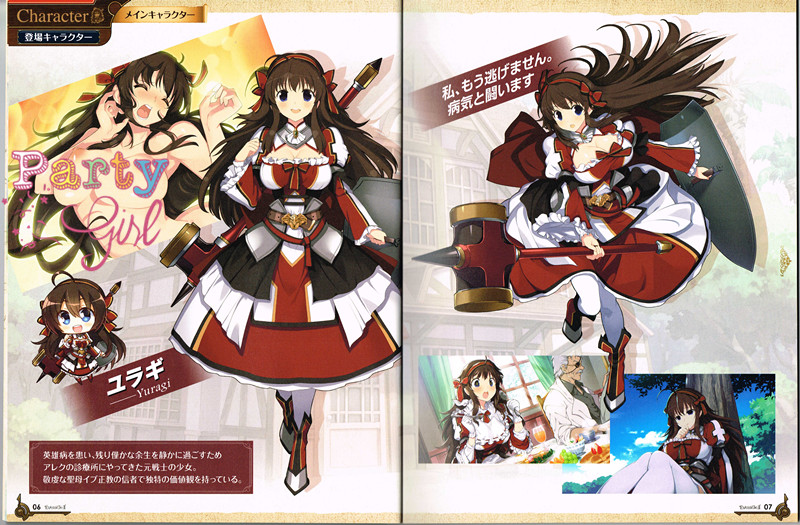 Character
メインキャラクター
登場キャラクター
Party
Girl
ユラギ
Yuragi
英雄病を患い、残り僅かな余生を静かに過ごすため
アレクの診療所にやってきた元戦士の少女。
敬虔な聖母イブ正教の信者で独特の価値観を持っている。
06
私、もう逃げません。
病気と闘います
07